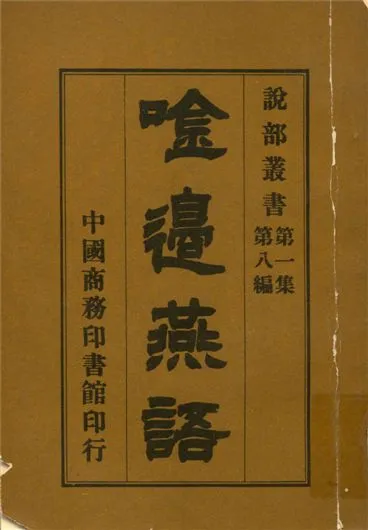 說部叢書第一集
第八編
唫邉燕語
中國商務印書館印行